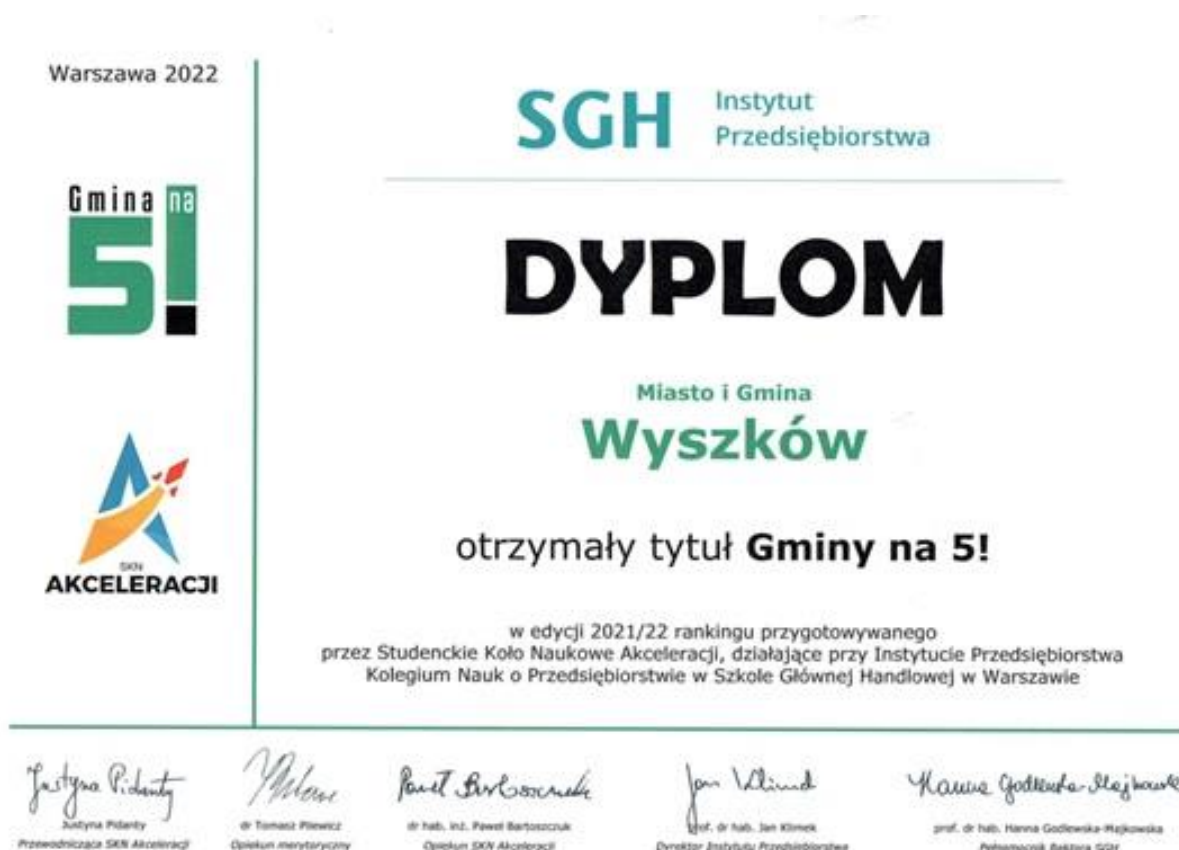 Warszawa 2022
Gmina na
5!
SKN
AKCELERACJI
SGH
Instytut
Przedsiębiorstwa
DYPLOM
Miasto i Gmina
Wyszków
otrzymały tytuł Gminy na 5!
w edycji 2021/22 rankingu przygotowywanego
przez Studenckie Koło Naukowe Akceleracji, działające przy Instytucie Przedsiębiorstwa
Kolegium Nauk o Przedsiębiorstwie w Szkole Głównej Handlowej w Warszawie
Justyna Pidanty
Przewodnicząca SKN Akceleracji
dr Tomasz Pilewicz
Opiekun merytoryczny
dr hab. inż. Paweł Bartoszczuk
Opiekun SKN Akceleracji
prof. dr hab. Jan Klimek
Dyrektor Instytutu Przedsiębiorstwa
prof. dr hab. Hanna Godlewska-Majkowska
Pełnomocnik Rektora SGH